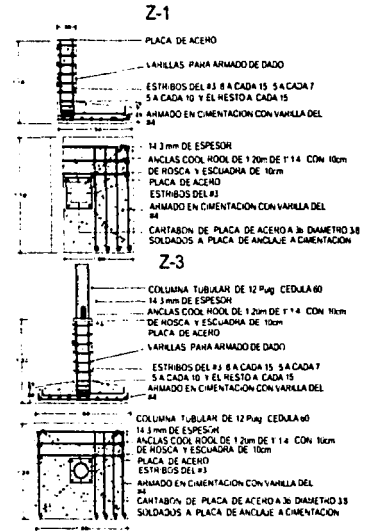 Z-1
PLACA DE ACERO
VARILLAS PARA ARMADO DE DADO
ESTRIBOS DEL #3 8 A CADA 15 5 A CADA 7
5 A CADA 10 Y EL RESTO A CADA 15
ARMADO EN CIMENTACION CON VARILLA DEL
#4
14.3 mm DE ESPESOR
ANCLAS COOL ROOL DE 1.20m DE 1" 1/4 CON 10cm
DE ROSCA Y ESCUADRA DE 10cm
PLACA DE ACERO
ESTRIBOS DEL #3
ARMADO EN CIMENTACION CON VARILLA DEL
#4
CARTABON DE PLACA DE ACERO A 36 DIAMETRO 3/8
SOLDADOS A PLACA DE ANCLAJE A CIMENTACION
Z-3
COLUMNA TUBULAR DE 12 Pulg CEDULA 60
14.3 mm DE ESPESOR
ANCLAS COOL ROOL DE 1.20m DE 1" 1/4 CON 10cm
DE ROSCA Y ESCUADRA DE 10cm
PLACA DE ACERO
VARILLAS PARA ARMADO DE DADO
ESTRIBOS DEL #3 8 A CADA 15 5 A CADA 7
5 A CADA 10 Y EL RESTO A CADA 15
ARMADO EN CIMENTACION CON VARILLA DEL
#4
COLUMNA TUBULAR DE 12 Pulg CEDULA 60
14.3 mm DE ESPESOR
ANCLAS COOL ROOL DE 1.20m DE 1" 1/4 CON 10cm
DE ROSCA Y ESCUADRA DE 10cm
PLACA DE ACERO
ESTRIBOS DEL #3
ARMADO EN CIMENTACION CON VARILLA DEL
#4
CARTABON DE PLACA DE ACERO A 36 DIAMETRO 3/8
SOLDADOS A PLACA DE ANCLAJE A CIMENTACION